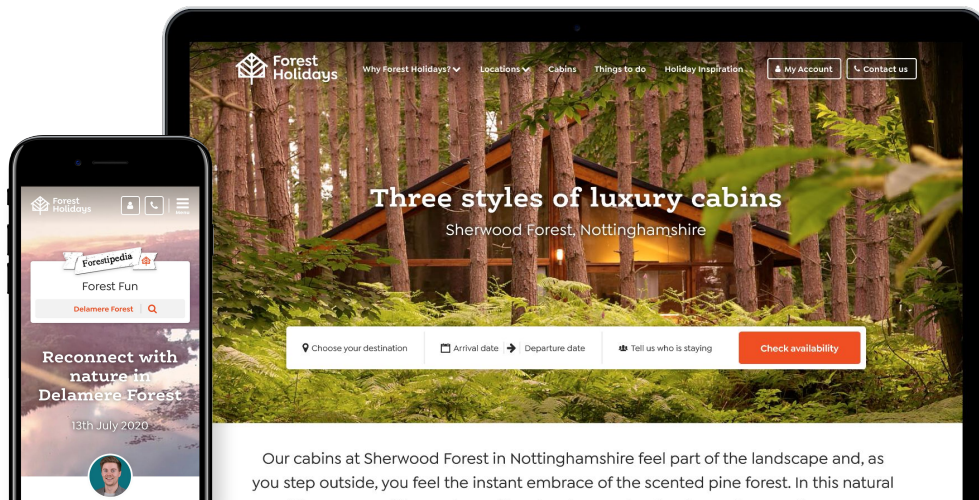 Forest
Holidays
Why Forest Holidays?
Locations
Cabins
Things to do
Holiday Inspiration
My Account
Contact us
Three styles of luxury cabins
Sherwood Forest, Nottinghamshire
Choose your destination
Arrival date
Departure date
Tell us who is staying
Check availability
Our cabins at Sherwood Forest in Nottinghamshire feel part of the landscape and, as
you step outside, you feel the instant embrace of the scented pine forest. In this natural
Forest
Holidays
Menu
Forestipedia
Forest Fun
Delamere Forest
Reconnect with
nature in
Delamere Forest
13th July 2020